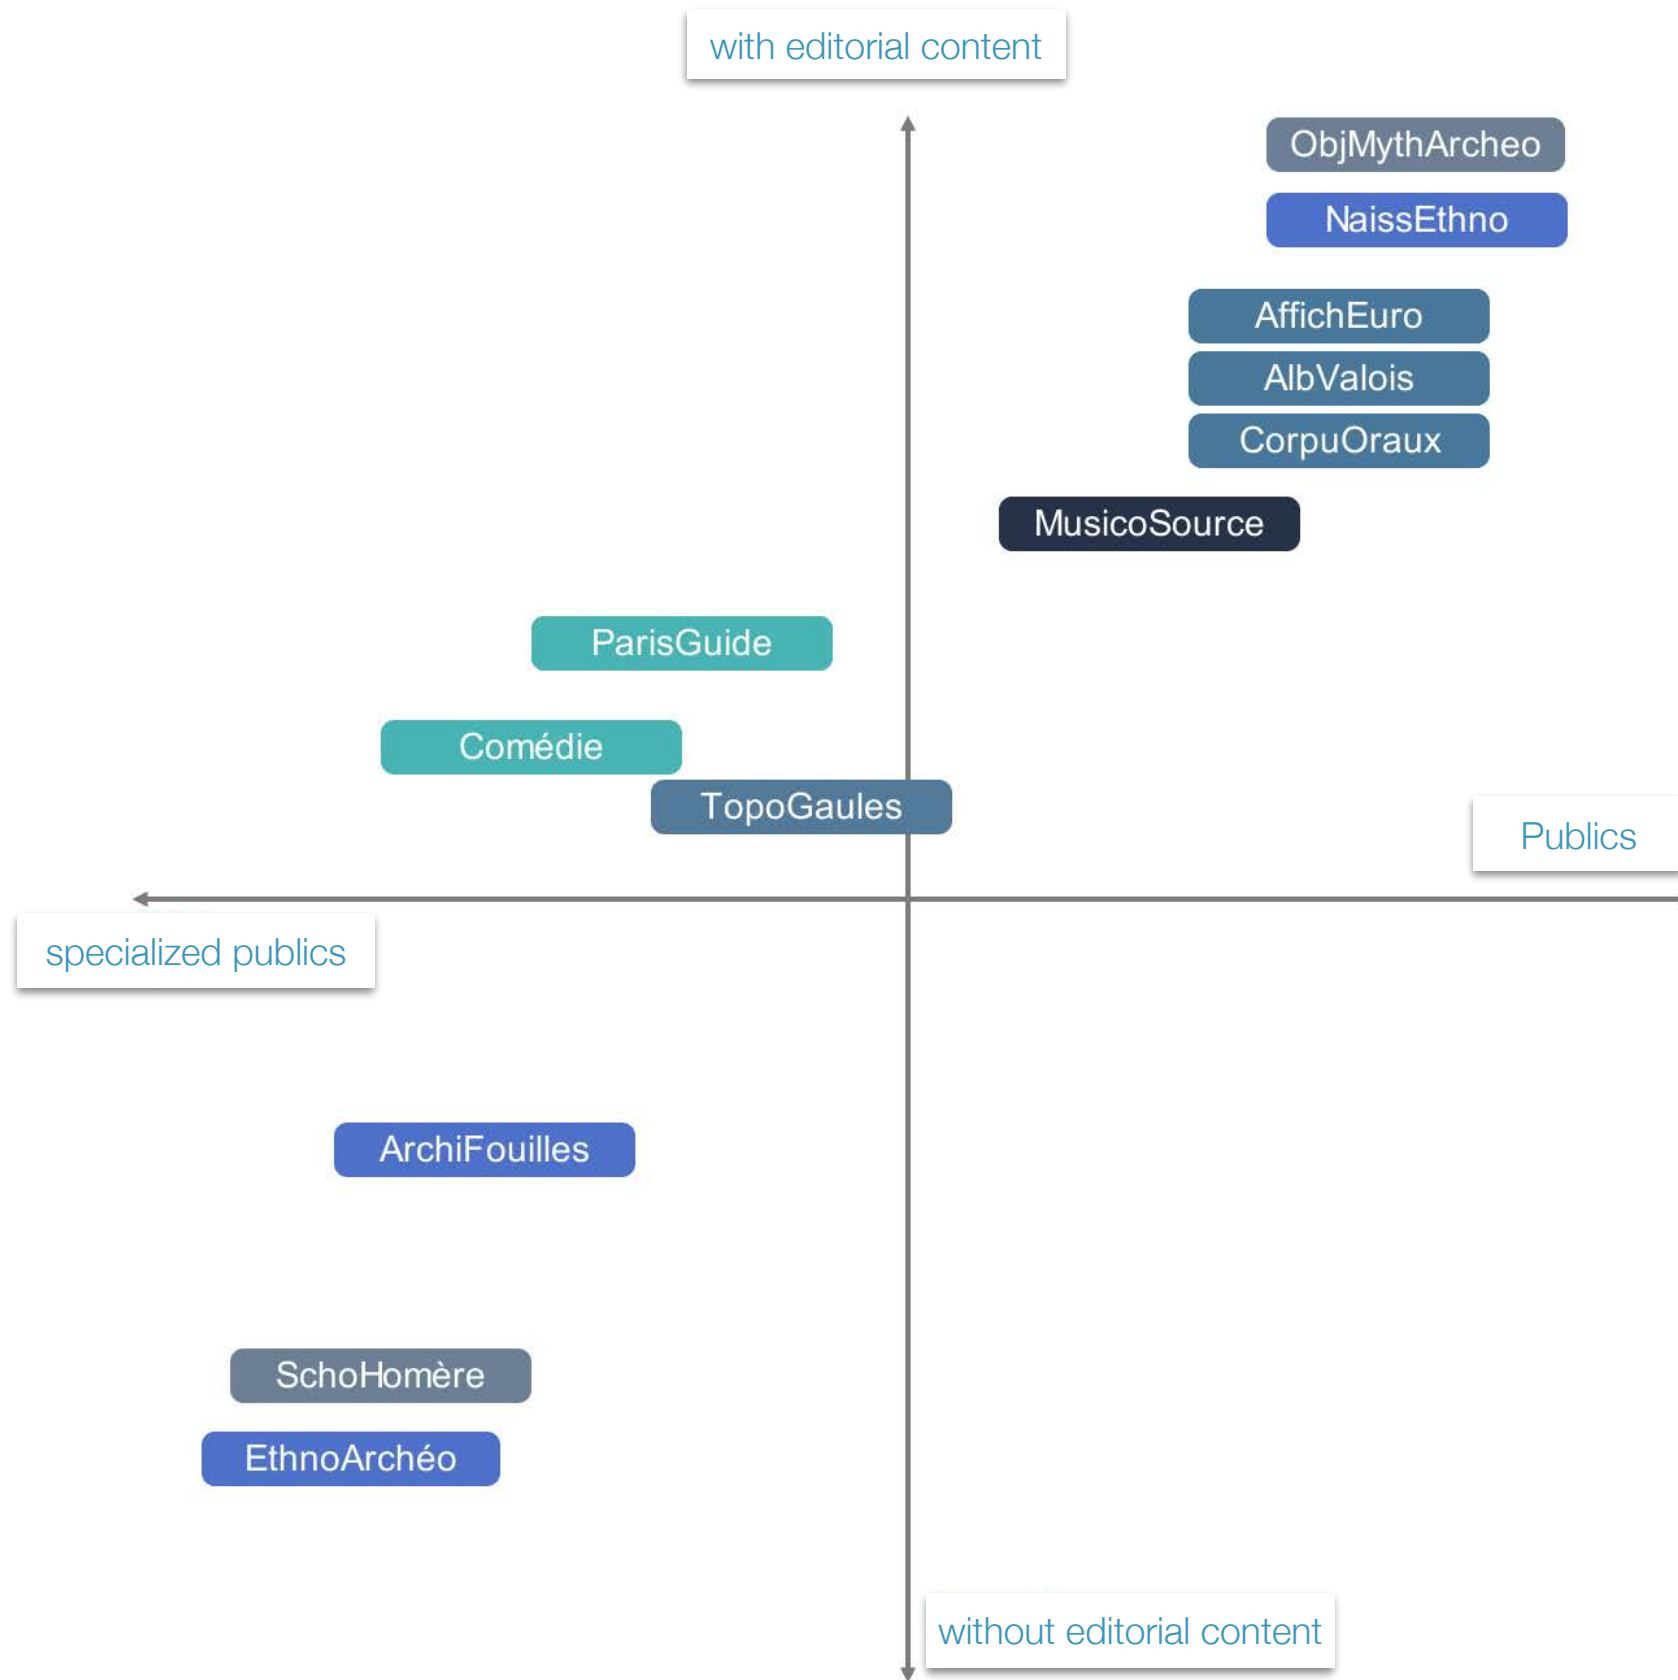 with editorial content
ObjMythArcheo
NaissEthno
AffichEuro
AlbValois
CorpuOraux
MusicoSource
ParisGuide
Comédie
TopoGaules
Publics
specialized publics
ArchiFouilles
SchoHomère
EthnoArchéo
without editorial content